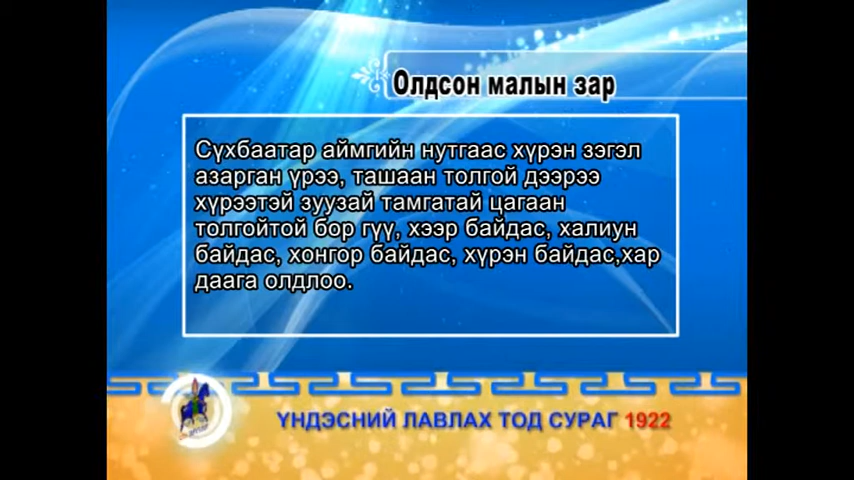 Олдсон малын зар
Сүхбаатар аймгийн нутгаас хүрэн зэгэл
азарган үрээ, ташаан толгой дээрээ
хүрээтэй зуузай тамгатай цагаан
толгойтой бор гүү, хээр байдас, халиун
байдас, хонгор байдас, хүрэн байдас,хар
даага олдлоо.
ҮНДЭСНИЙ ЛАВЛАХ ТОД СУРАГ 1922